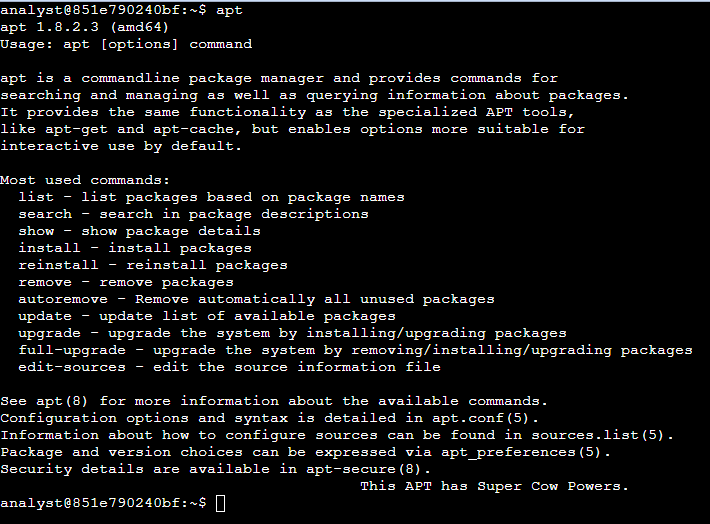 analyst@851e790240bf:~$ apt
apt 1.8.2.3 (amd64)
Usage: apt [options] command

apt is a commandline package manager and provides commands for
searching and managing as well as querying information about packages.
It provides the same functionality as the specialized APT tools,
like apt-get and apt-cache, but enables options more suitable for
interactive use by default.

Most used commands:
  list - list packages based on package names
  search - search in package descriptions
  show - show package details
  install - install packages
  reinstall - reinstall packages
  remove - remove packages
  autoremove - Remove automatically all unused packages
  update - update list of available packages
  upgrade - upgrade the system by installing/upgrading packages
  full-upgrade - upgrade the system by removing/installing/upgrading packages
  edit-sources - edit the source information file

See apt(8) for more information about the available commands.
Configuration options and syntax is detailed in apt.conf(5).
Information about how to configure sources can be found in sources.list(5).
Package and version choices can be expressed via apt_preferences(5).
Security details are available in apt-secure(8).
                                        This APT has Super Cow Powers.
analyst@851e790240bf:~$